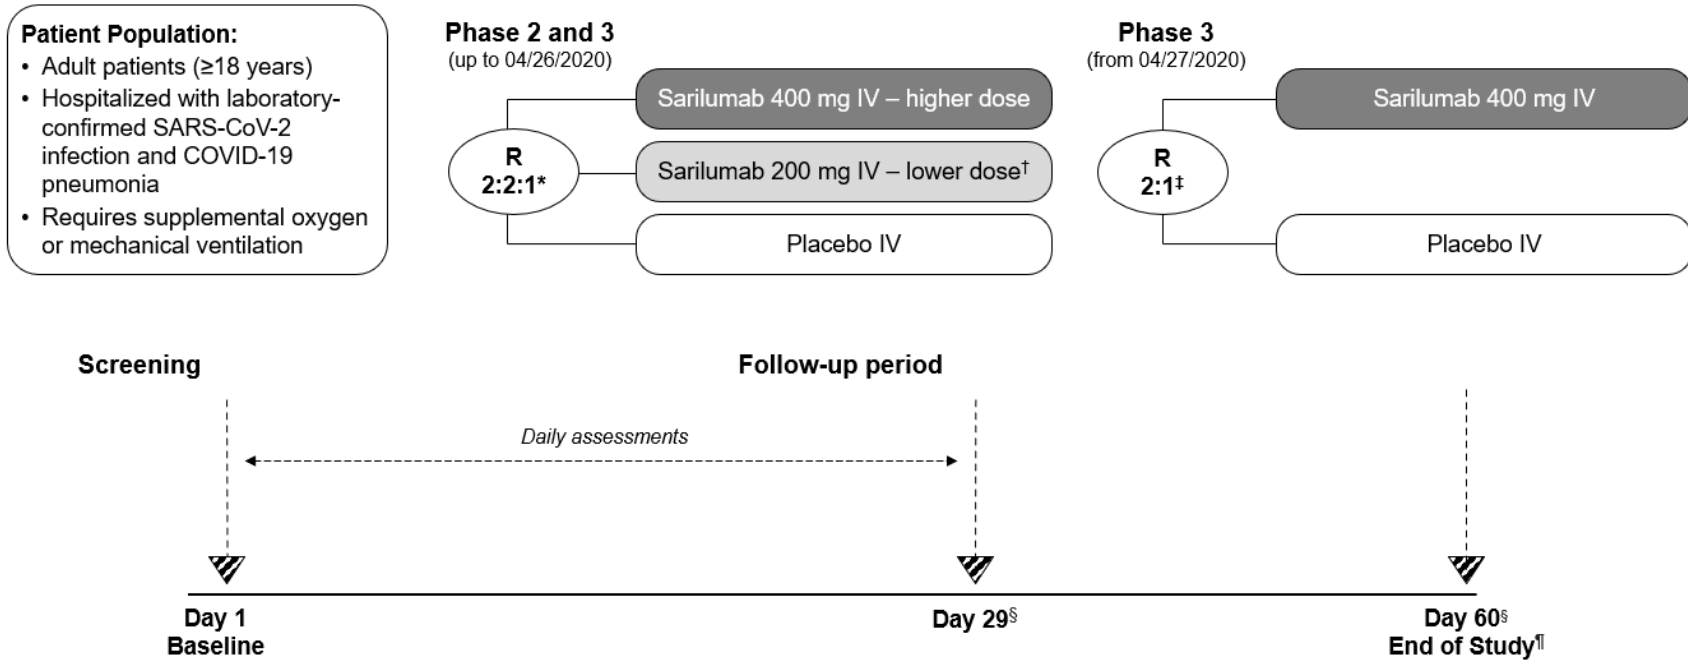 Patient Population:
• Adult patients (≥18 years)
• Hospitalized with laboratory-
confirmed SARS-CoV-2
infection and COVID-19
pneumonia
• Requires supplemental oxygen
or mechanical ventilation
Phase 2 and 3
(up to 04/26/2020)
R
2:2:1*
Sarilumab 400 mg IV – higher dose
Sarilumab 200 mg IV – lower dose†
Placebo IV
Phase 3
(from 04/27/2020)
R
2:1‡
Sarilumab 400 mg IV
Placebo IV
Screening
Follow-up period
Daily assessments
Day 1
Baseline
Day 29§
Day 60§
End of Study¶